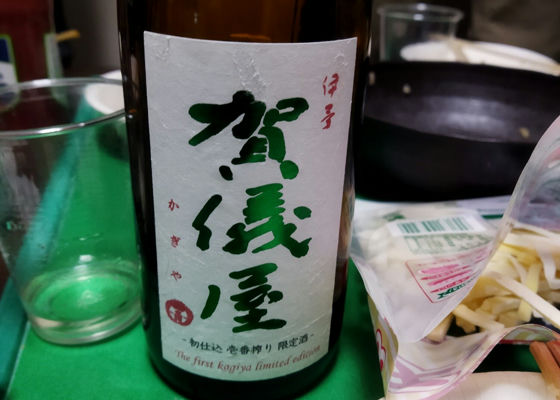 伊予
賀儀屋
かぎや
- 初仕込 壱番搾り 限定酒 -
The first kagiya limited edition